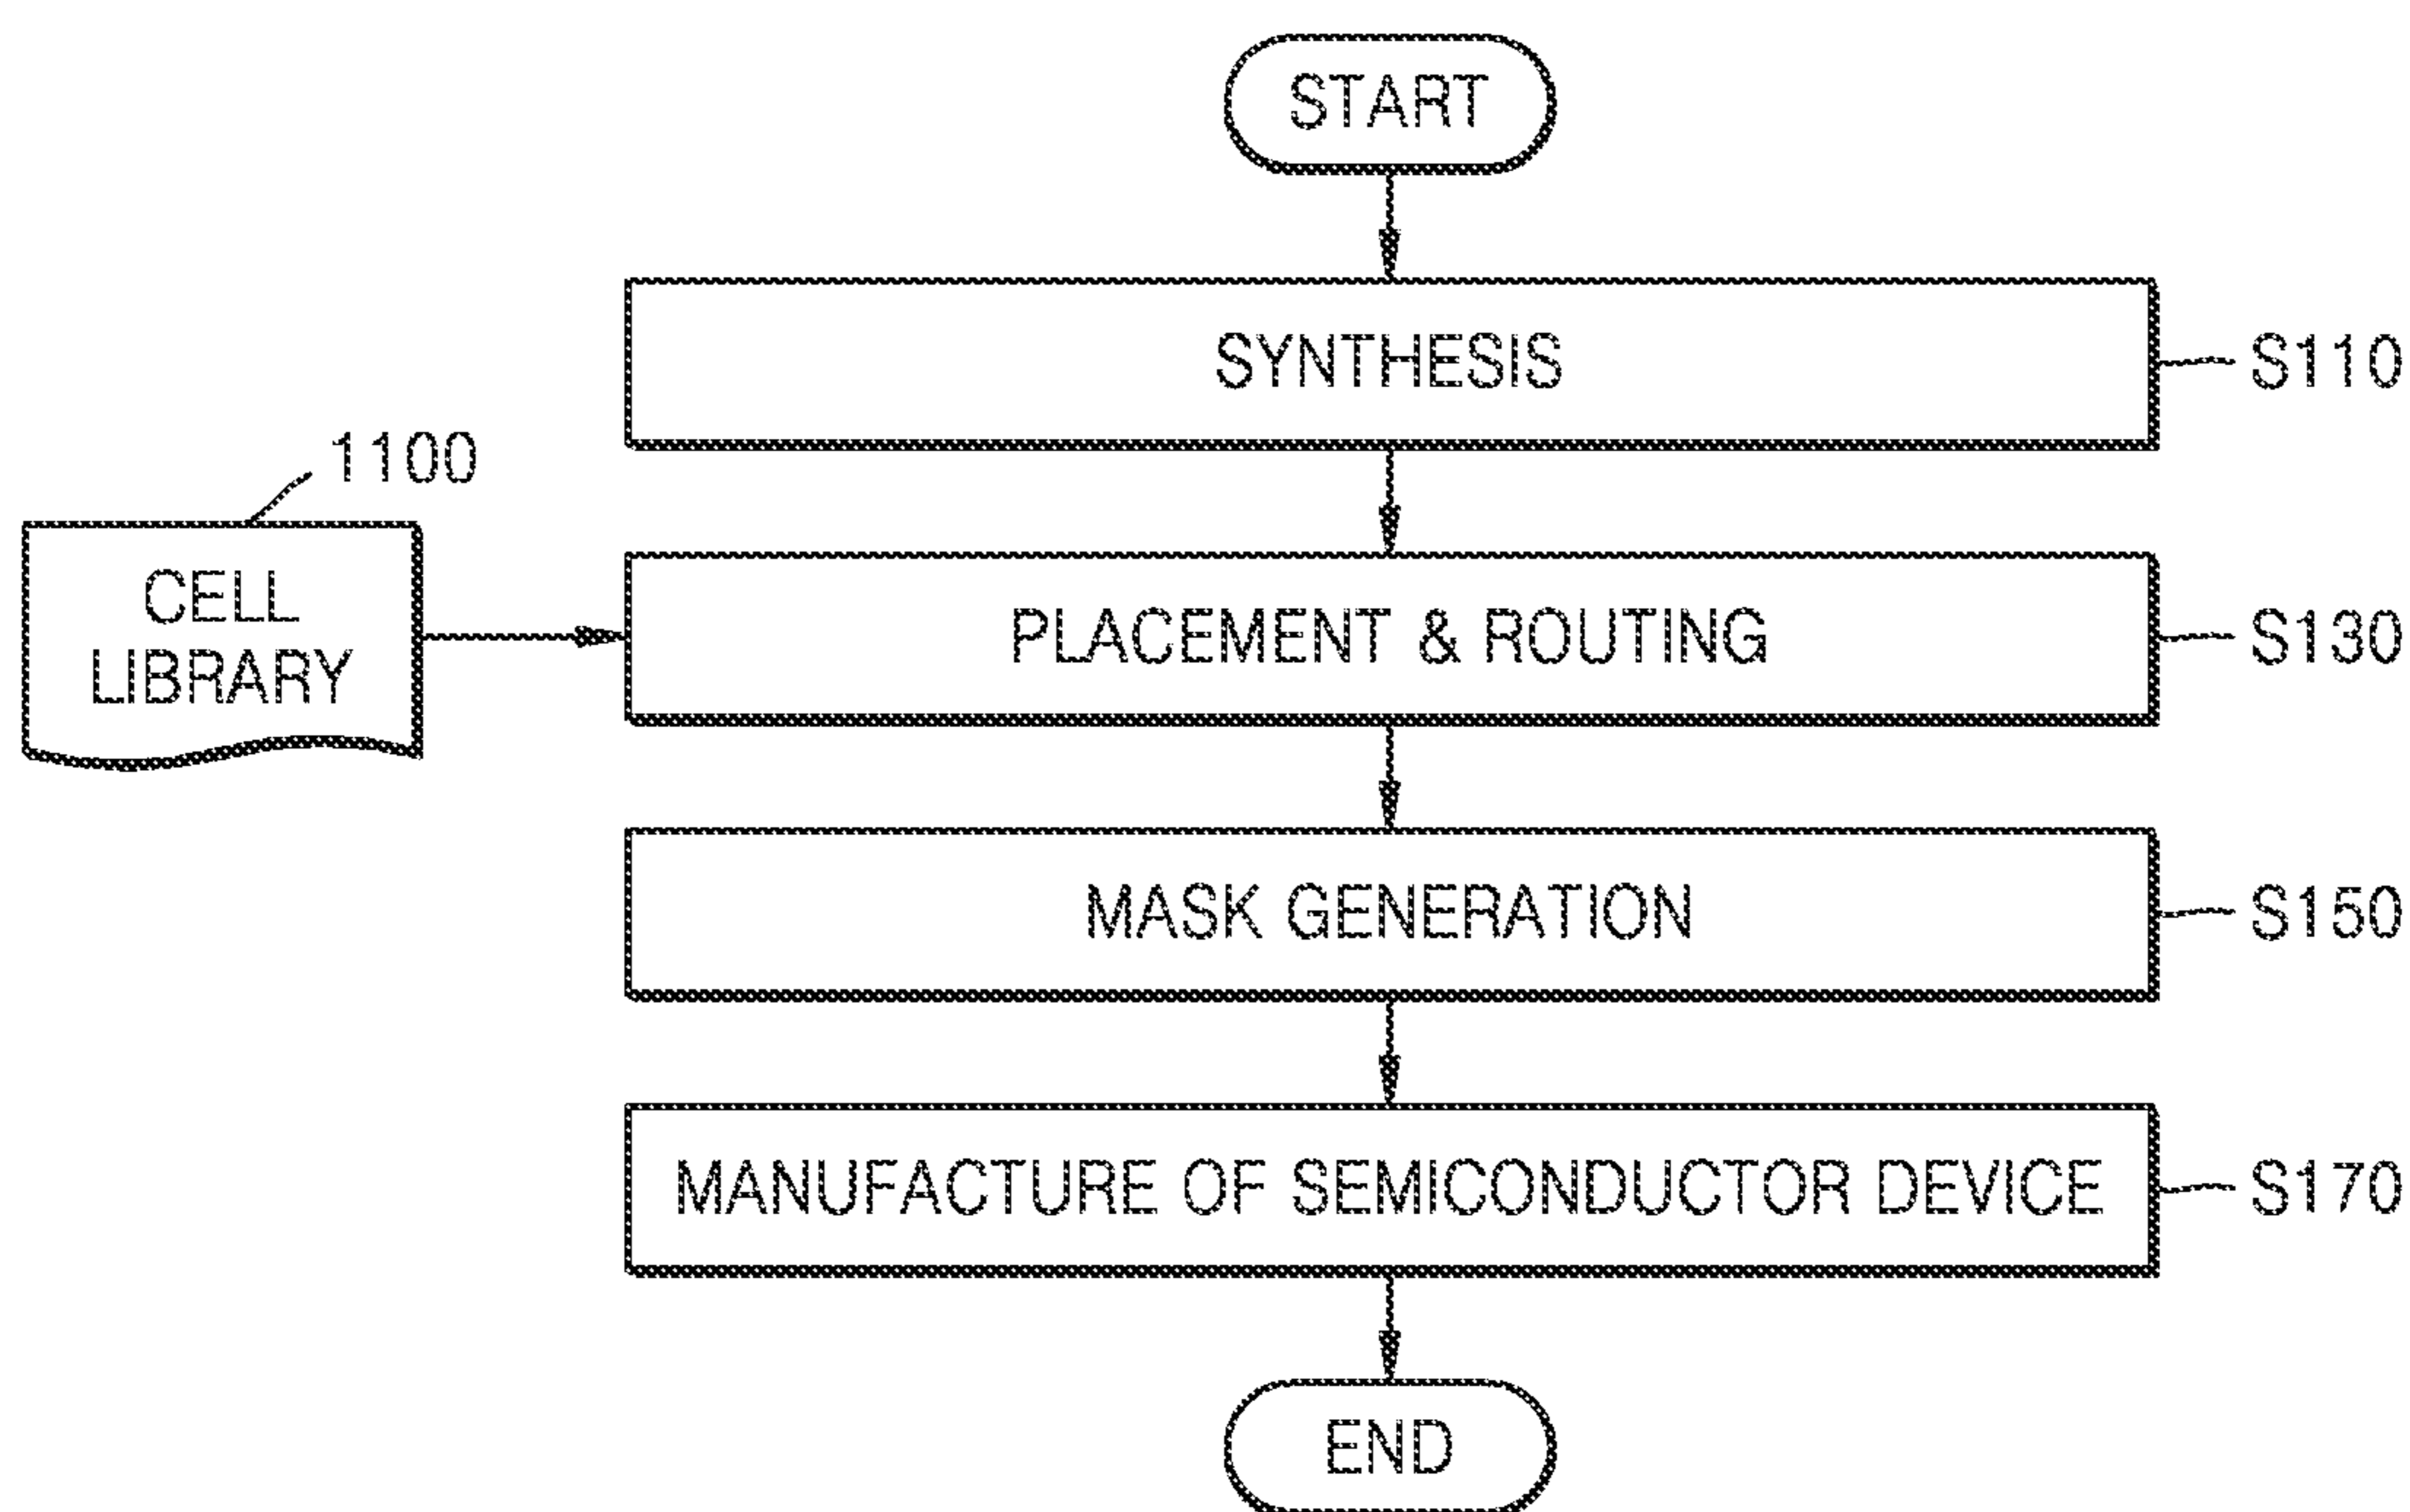 START
SYNTHESIS
S110
1100
CELL
LIBRARY
PLACEMENT & ROUTING
S130
MASK GENERATION
S150
MANUFACTURE OF SEMICONDUCTOR DEVICE
S170
END